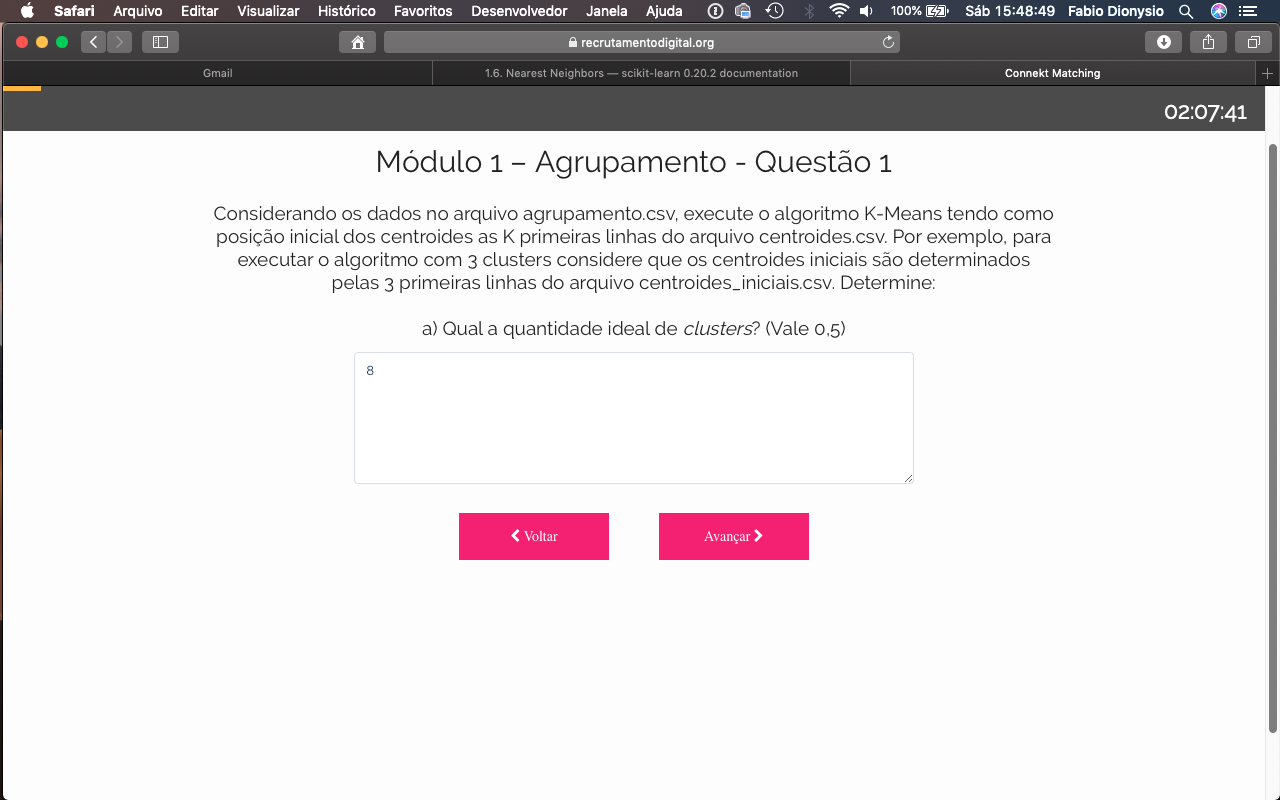 Safari Arquivo Editar Visualizar Histórico Favoritos Desenvolvedor Janela Ajuda 100% Sáb 15:48:49 Fabio Dionysio
recrutamentodigital.org
Gmail 1.6. Nearest Neighbors — scikit-learn 0.20.2 documentation Connekt Matching
02:07:41
Módulo 1 – Agrupamento - Questão 1
Considerando os dados no arquivo agrupamento.csv, execute o algoritmo K-Means tendo como
posição inicial dos centroides as K primeiras linhas do arquivo centroides.csv. Por exemplo, para
executar o algoritmo com 3 clusters considere que os centroides iniciais são determinados
pelas 3 primeiras linhas do arquivo centroides_iniciais.csv. Determine:
a) Qual a quantidade ideal de clusters? (Vale 0,5)
8
Voltar Avançar